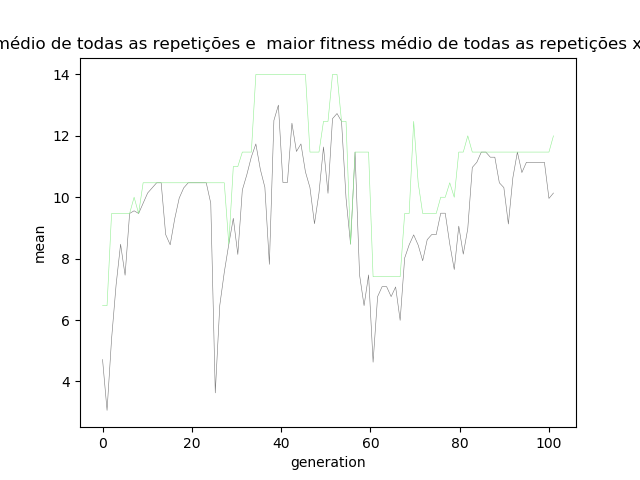 médio de todas as repetições e  maior fitness médio de todas as repetições x
14
12
10
8
6
4
mean
0 20 40 60 80 100
generation